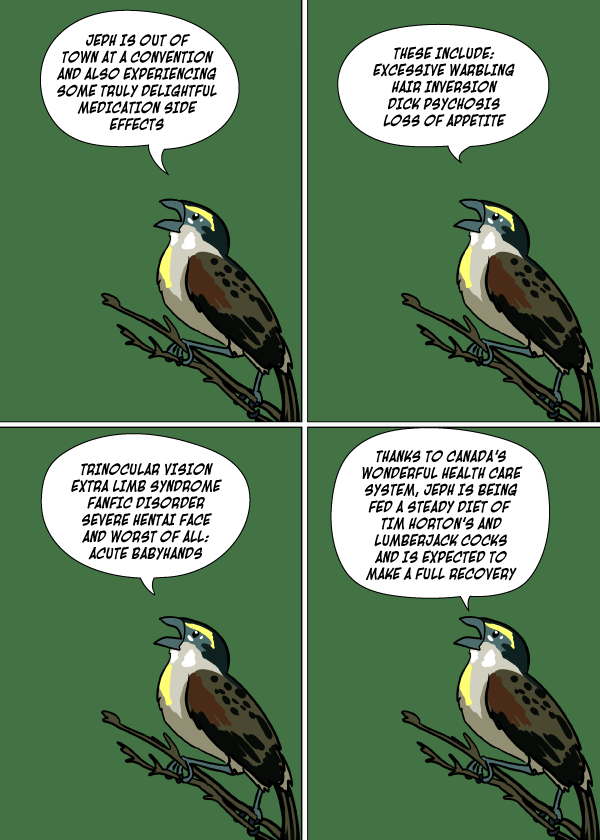 JEPH IS OUT OF
TOWN AT A CONVENTION
AND ALSO EXPERIENCING
SOME TRULY DELIGHTFUL
MEDICATION SIDE
EFFECTS
THESE INCLUDE:
EXCESSIVE WARBLING
HAIR INVERSION
DICK PSYCHOSIS
LOSS OF APPETITE
TRINOCULAR VISION
EXTRA LIMB SYNDROME
FANFIC DISORDER
SEVERE HENTAI FACE
AND WORST OF ALL:
ACUTE BABYHANDS
THANKS TO CANADA'S
WONDERFUL HEALTH CARE
SYSTEM, JEPH IS BEING
FED A STEADY DIET OF
TIM HORTON'S AND
LUMBERJACK COCKS
AND IS EXPECTED TO
MAKE A FULL RECOVERY